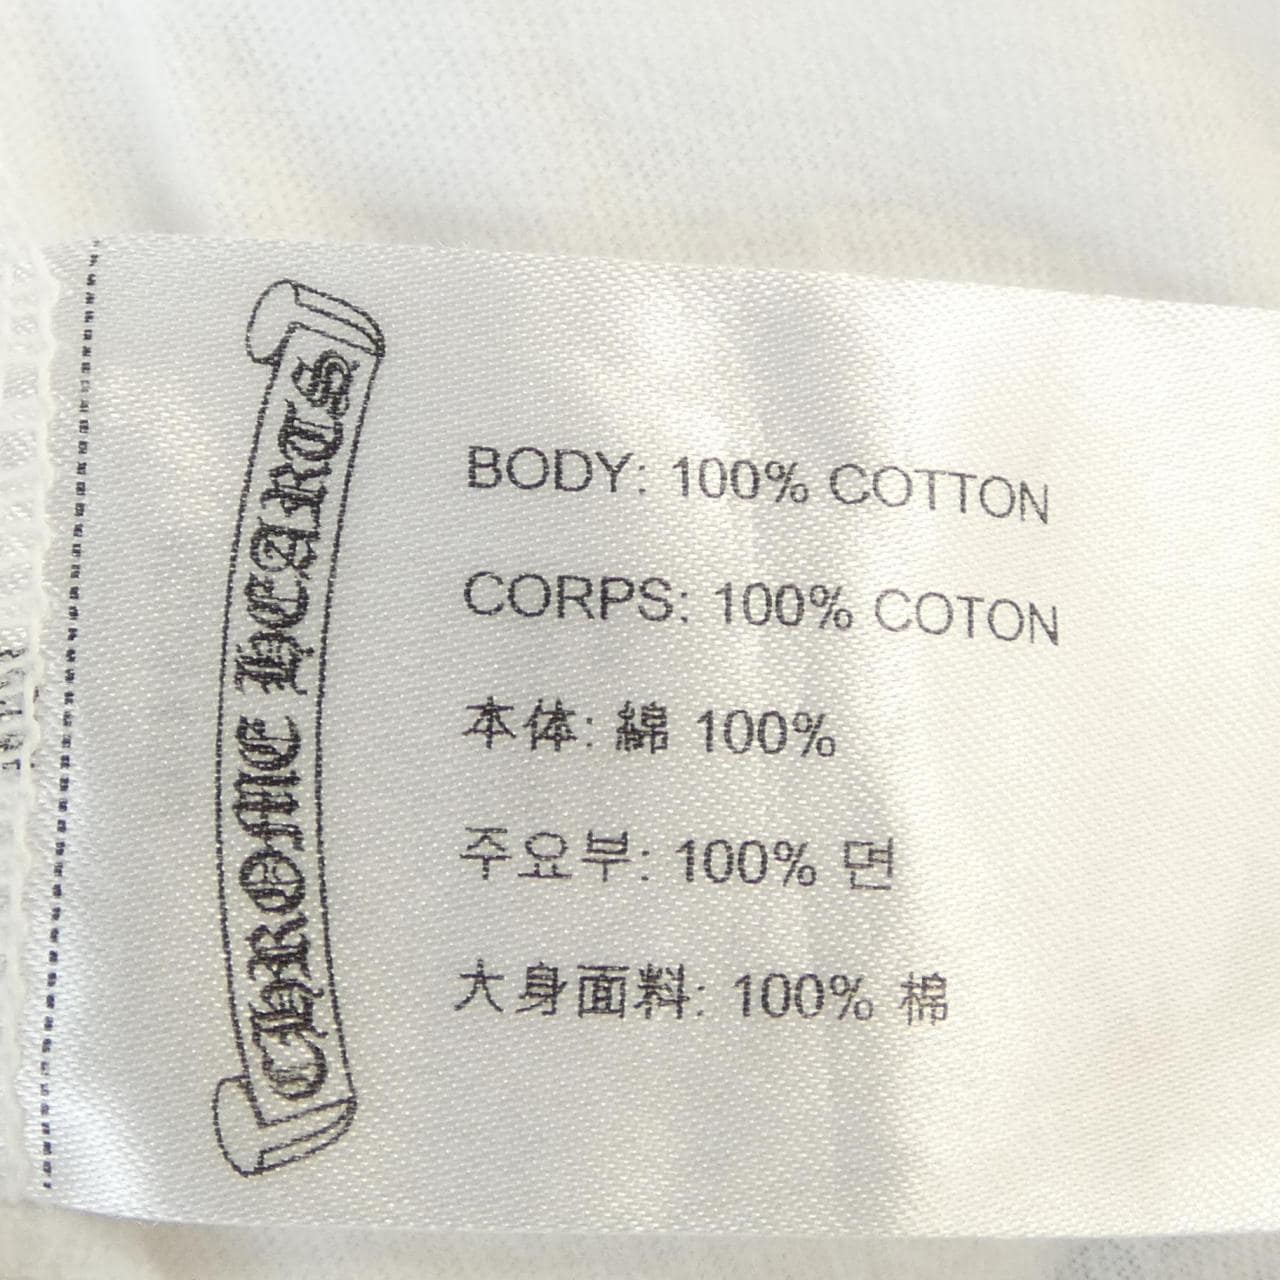 CHROME HEARTS
BODY: 100% COTTON
CORPS: 100% COTON
本体: 綿 100%
주요부: 100% 면
大身面料: 100% 棉